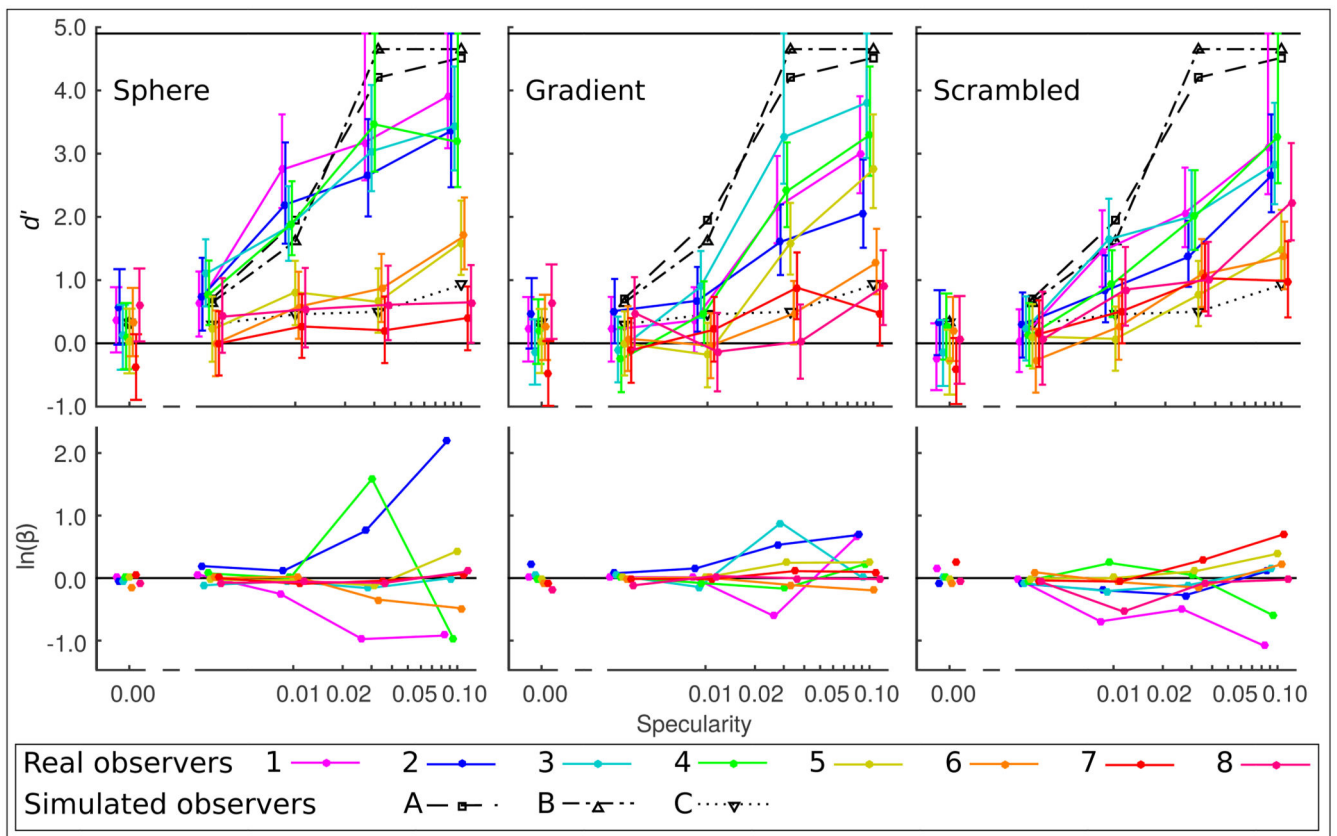 5.0
4.0
3.0
2.0
1.0
0.0
-1.0
d'
Sphere
Gradient
Scrambled
2.0
1.0
0.0
-1.0
ln(β)
0.00 0.01 0.02 0.05 0.10 0.00 0.01 0.02 0.05 0.10 0.00 0.01 0.02 0.05 0.10
Specularity
Real observers 1 2 3 4 5 6 7 8
Simulated observers A B C